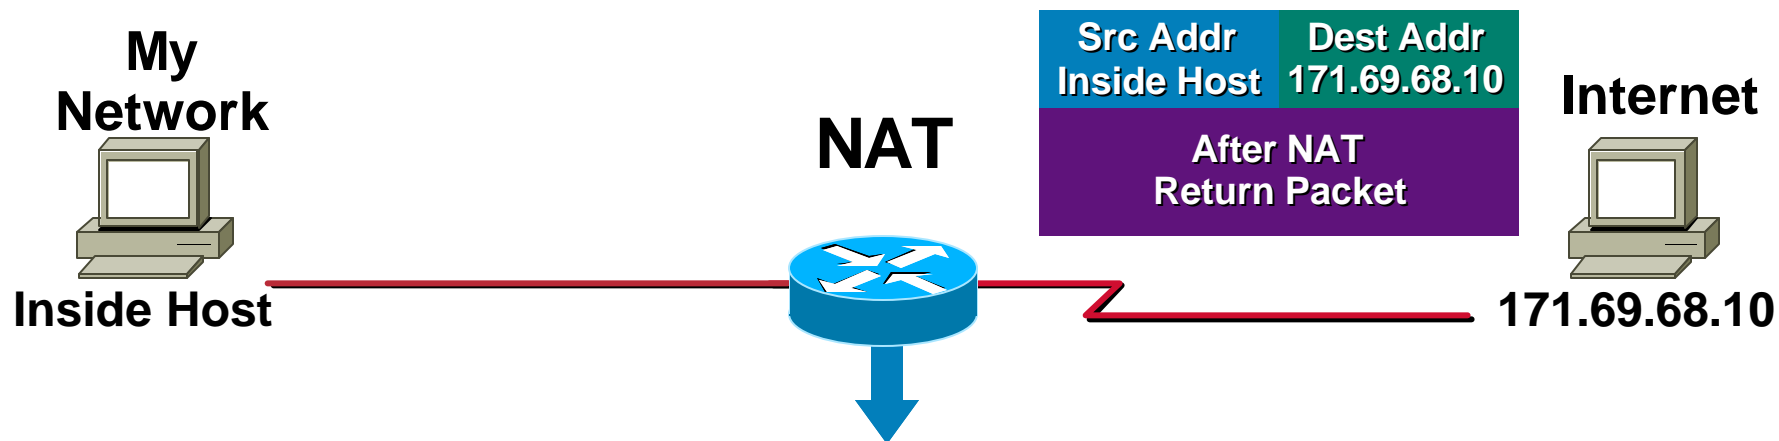 My
Network
Inside Host
NAT
Src Addr
Inside Host
Dest Addr
171.69.68.10
After NAT
Return Packet
Internet
171.69.68.10